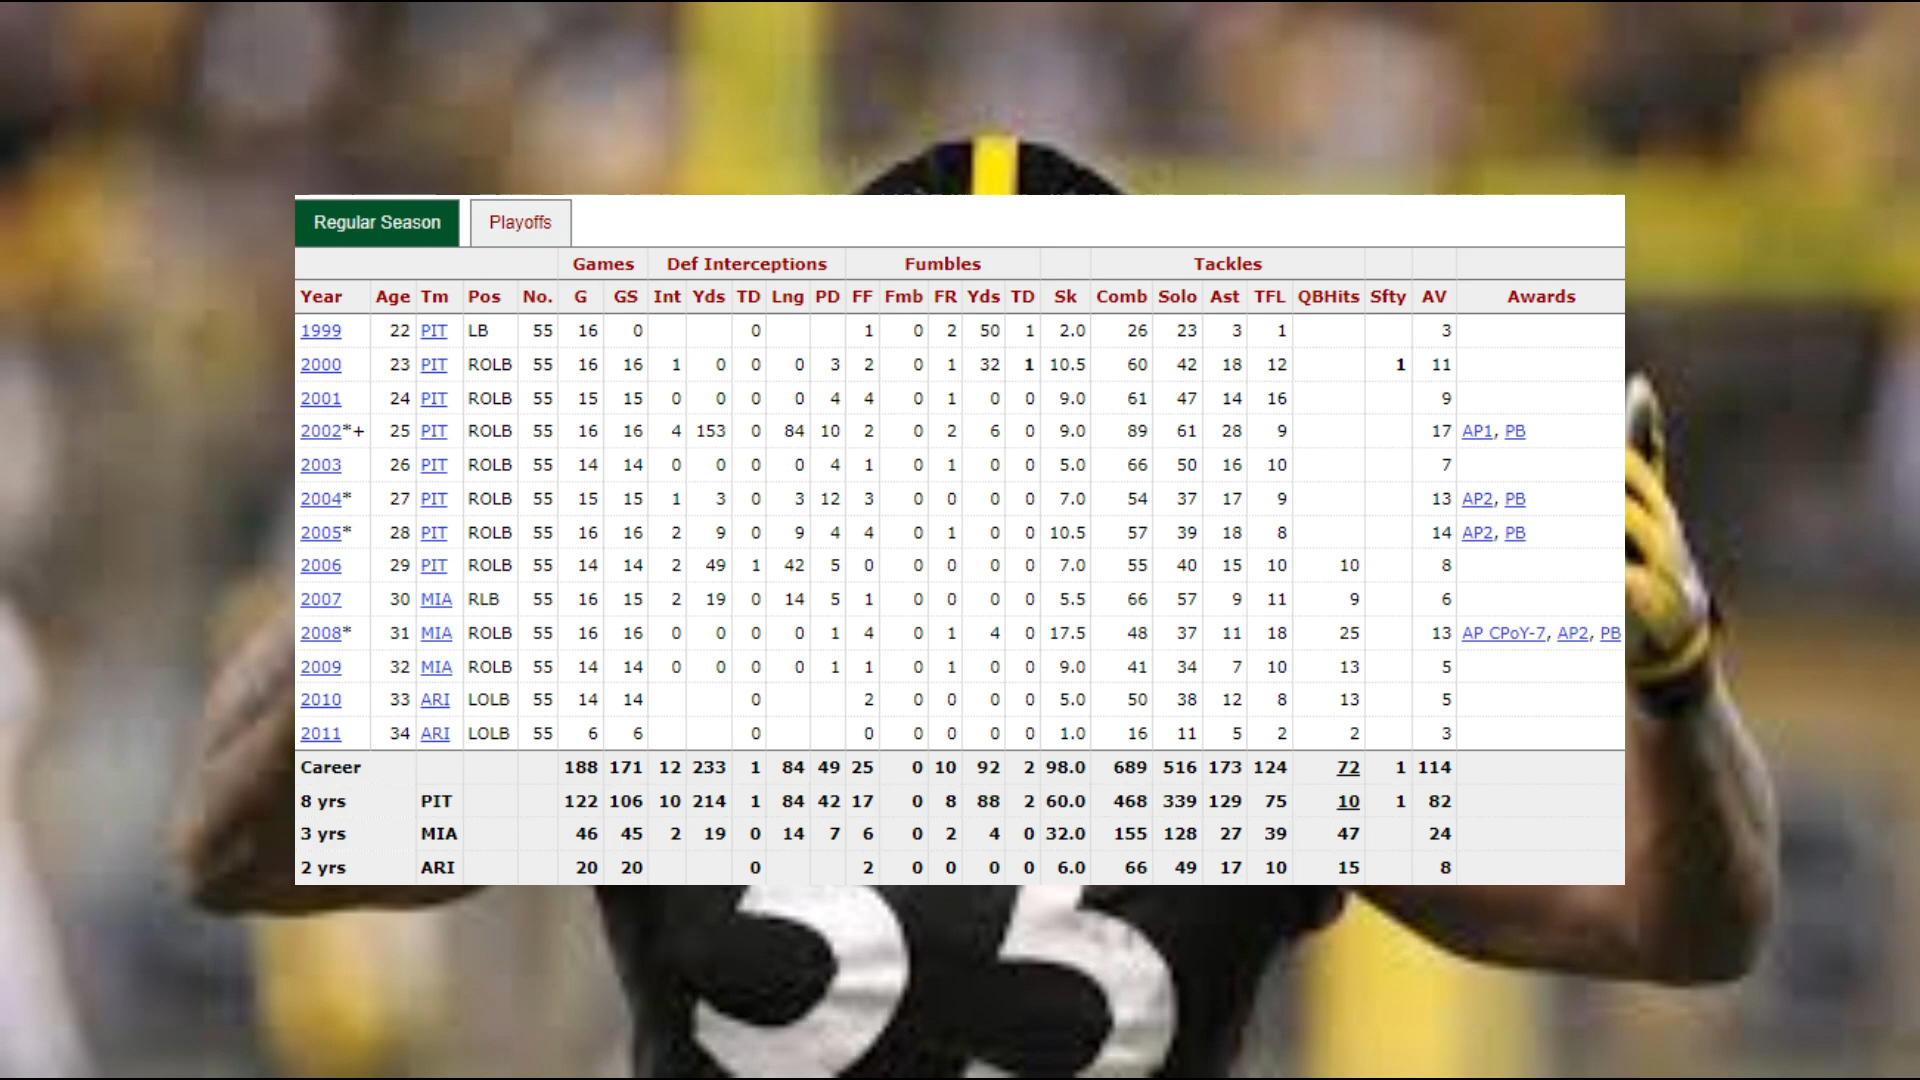 Regular Season Playoffs
Games Def Interceptions Fumbles Tackles
Year Age Tm Pos No. G GS Int Yds TD Lng PD FF Fmb FR Yds TD Sk Comb Solo Ast TFL QBHits Sfty AV Awards
1999 22 PIT LB 55 16 0 0 1 0 2 50 1 2.0 26 23 3 1 3
2000 23 PIT ROLB 55 16 16 1 0 0 0 3 2 0 1 32 1 10.5 60 42 18 12 1 11
2001 24 PIT ROLB 55 15 15 0 0 0 0 4 4 0 1 0 0 9.0 61 47 14 16 9
2002*+ 25 PIT ROLB 55 16 16 4 153 0 84 10 2 0 2 6 0 9.0 89 61 28 9 17 AP1, PB
2003 26 PIT ROLB 55 14 14 0 0 0 0 4 1 0 1 0 0 5.0 66 50 16 10 7
2004* 27 PIT ROLB 55 15 15 1 3 0 3 12 3 0 0 0 0 7.0 54 37 17 9 13 AP2, PB
2005* 28 PIT ROLB 55 16 16 2 9 0 9 4 4 0 1 0 0 10.5 57 39 18 8 14 AP2, PB
2006 29 PIT ROLB 55 14 14 2 49 1 42 5 0 0 0 0 0 7.0 55 40 15 10 10 8
2007 30 MIA RLB 55 16 15 2 19 0 14 5 1 0 0 0 0 5.5 66 57 9 11 9 6
2008* 31 MIA ROLB 55 16 16 0 0 0 0 1 4 0 1 4 0 17.5 48 37 11 18 25 13 AP CPoY-7, AP2, PB
2009 32 MIA ROLB 55 14 14 0 0 0 0 1 1 0 1 0 0 9.0 41 34 7 10 13 5
2010 33 ARI LOLB 55 14 14 0 2 0 0 0 0 5.0 50 38 12 8 13 5
2011 34 ARI LOLB 55 6 6 0 0 0 0 0 0 1.0 16 11 5 2 2 3
Career 188 171 12 233 1 84 49 25 0 10 92 2 98.0 689 516 173 124 72 1 114
8 yrs PIT 122 106 10 214 1 84 42 17 0 8 88 2 60.0 468 339 129 75 10 1 82
3 yrs MIA 46 45 2 19 0 14 7 6 0 2 4 0 32.0 155 128 27 39 47 24
2 yrs ARI 20 20 0 2 0 0 0 0 6.0 66 49 17 10 15 8
55